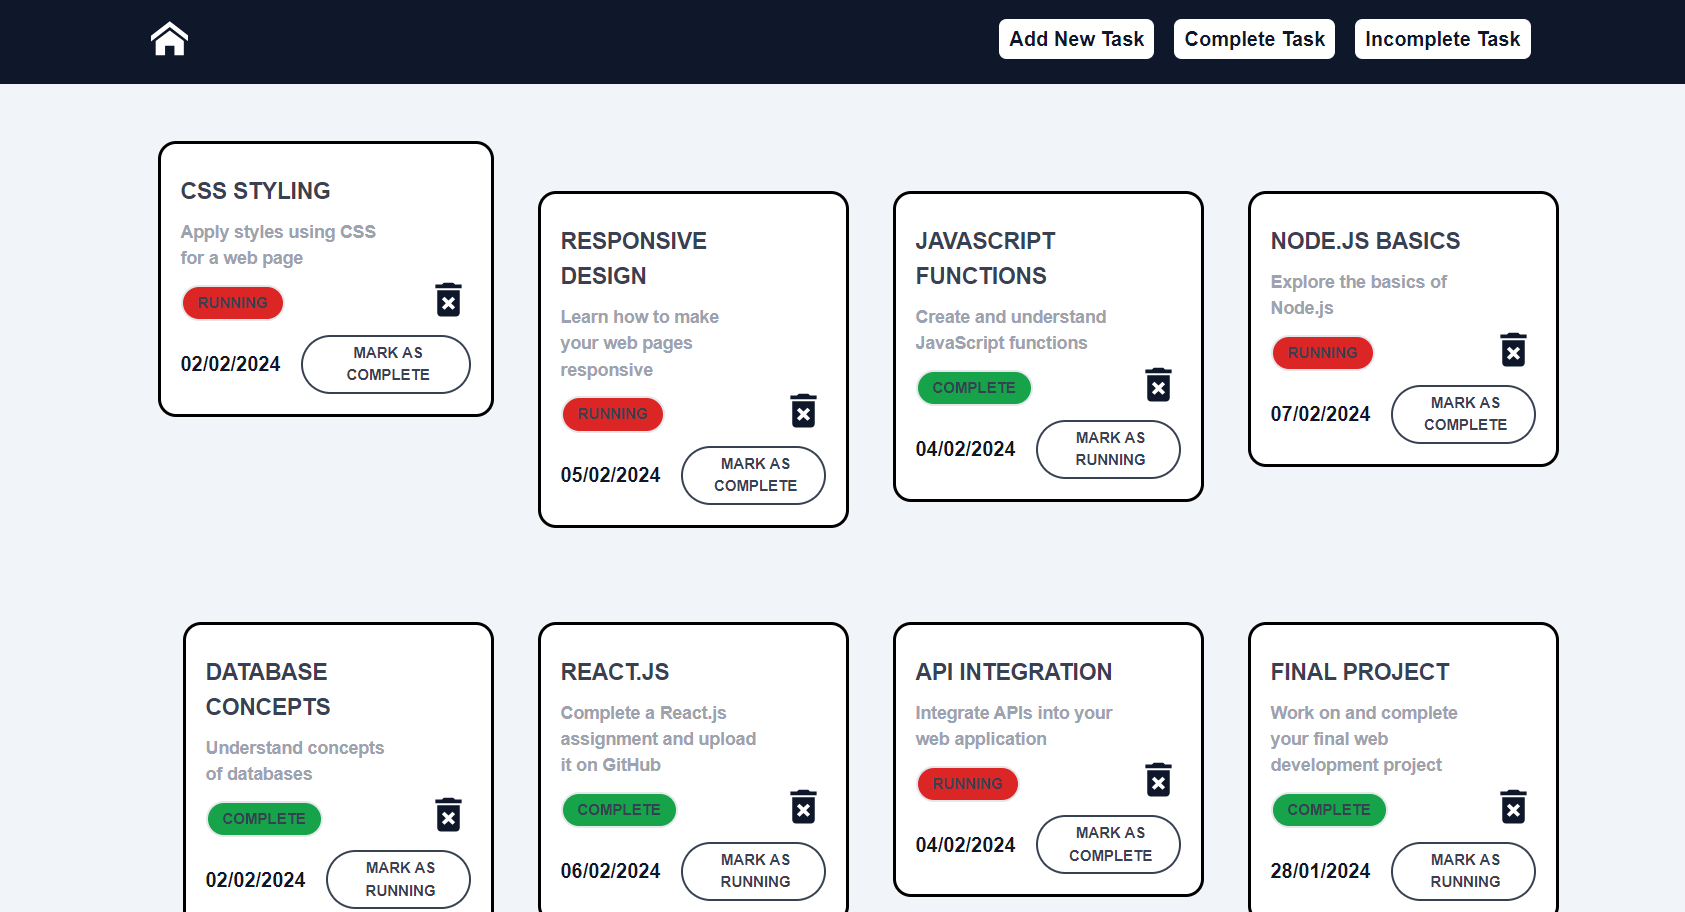 Add New Task
Complete Task
Incomplete Task
CSS STYLING
Apply styles using CSS
for a web page
RUNNING
02/02/2024
MARK AS
COMPLETE
RESPONSIVE
DESIGN
Learn how to make
your web pages
responsive
RUNNING
05/02/2024
MARK AS
COMPLETE
JAVASCRIPT
FUNCTIONS
Create and understand
JavaScript functions
COMPLETE
04/02/2024
MARK AS
RUNNING
NODE.JS BASICS
Explore the basics of
Node.js
RUNNING
07/02/2024
MARK AS
COMPLETE
DATABASE
CONCEPTS
Understand concepts
of databases
COMPLETE
02/02/2024
MARK AS
RUNNING
REACT.JS
Complete a React.js
assignment and upload
it on GitHub
COMPLETE
06/02/2024
MARK AS
RUNNING
API INTEGRATION
Integrate APIs into your
web application
RUNNING
04/02/2024
MARK AS
COMPLETE
FINAL PROJECT
Work on and complete
your final web
development project
COMPLETE
28/01/2024
MARK AS
RUNNING